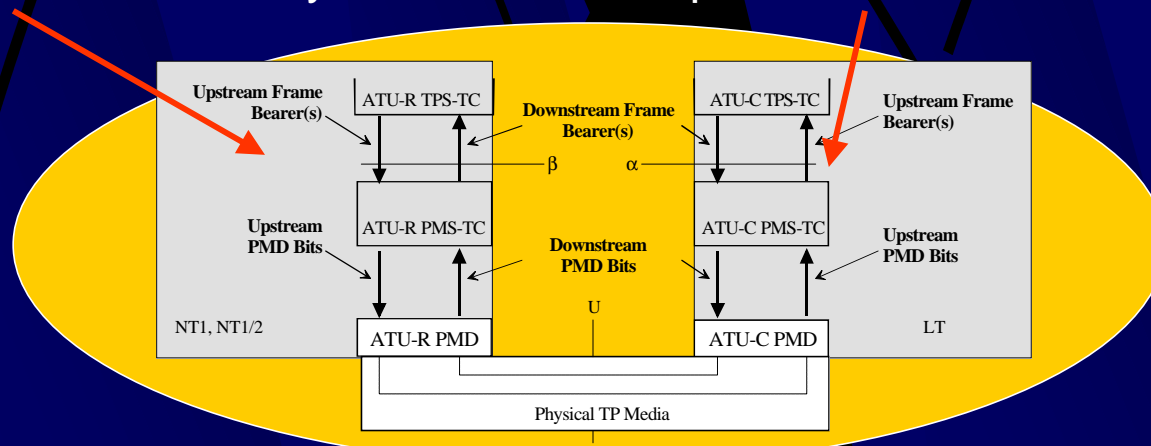 Upstream Frame
Bearer(s)
ATU-R TPS-TC
Downstream Frame
Bearer(s)
ATU-C TPS-TC
Upstream Frame
Bearer(s)
β
α
Upstream
PMD Bits
ATU-R PMS-TC
Downstream
PMD Bits
ATU-C PMS-TC
Upstream
PMD Bits
U
NT1, NT1/2
ATU-R PMD
ATU-C PMD
LT
Physical TP Media